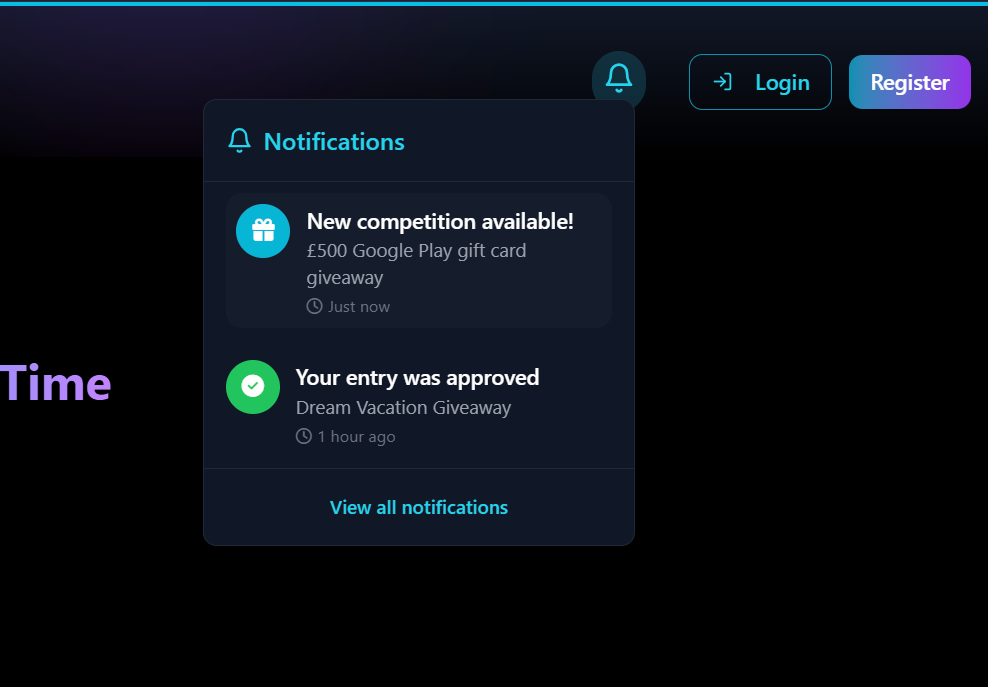 Login
Register
Notifications
New competition available!
£500 Google Play gift card
giveaway
Just now
Time
Your entry was approved
Dream Vacation Giveaway
1 hour ago
View all notifications